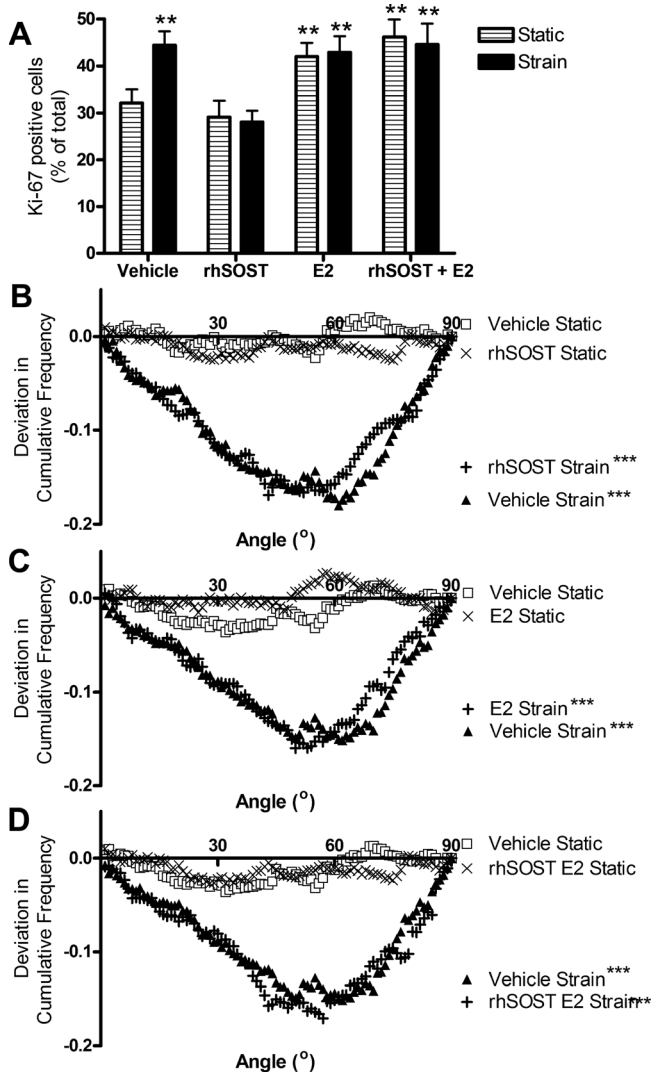 A
Ki-67 positive cells
(% of total)
50
40
30
20
10
0
**
**
**
**
**
Static
Strain
Vehicle
rhSOST
E2
rhSOST + E2
B
Deviation in
Cumulative Frequency
0.0
-0.1
-0.2
30
60
90
Vehicle Static
rhSOST Static
rhSOST Strain***
Vehicle Strain***
Angle (°)
C
Deviation in
Cumulative Frequency
0.0
-0.1
-0.2
30
60
90
Vehicle Static
E2 Static
E2 Strain***
Vehicle Strain***
Angle (°)
D
Deviation in
Cumulative Frequency
0.0
-0.1
-0.2
30
60
90
Vehicle Static
rhSOST E2 Static
Vehicle Strain***
rhSOST E2 Strain***
Angle (°)